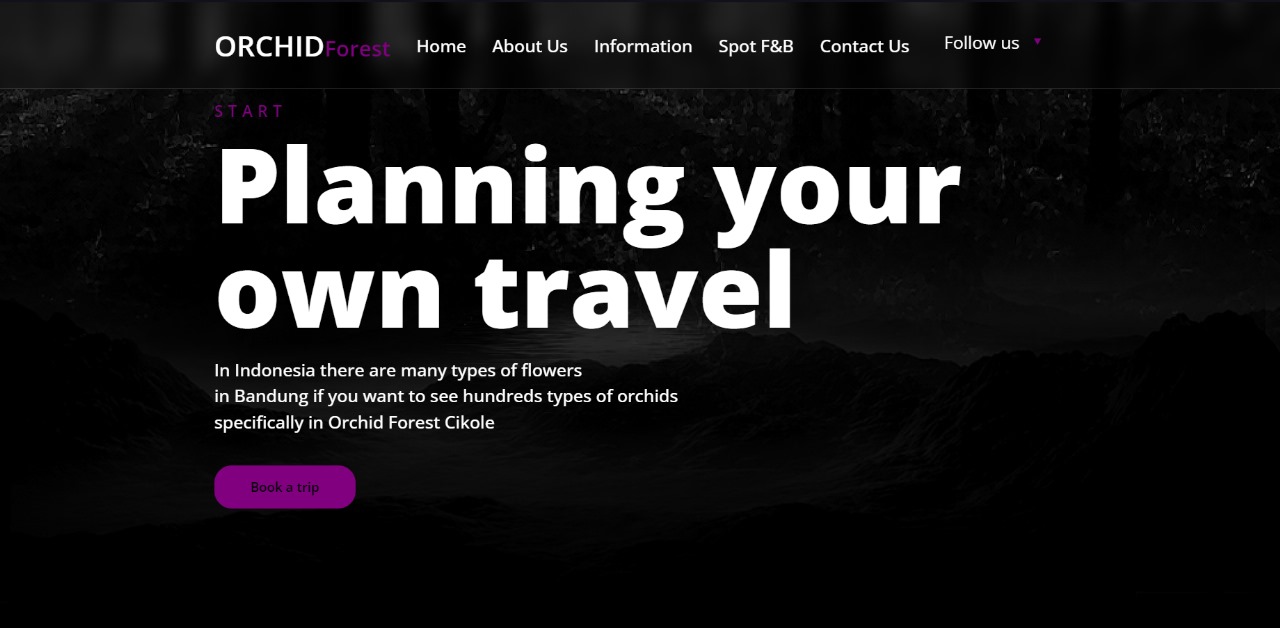 ORCHIDForest Home About Us Information Spot F&B Contact Us Follow us ▼
START
Planning your
own travel
In Indonesia there are many types of flowers
in Bandung if you want to see hundreds types of orchids
specifically in Orchid Forest Cikole
Book a trip